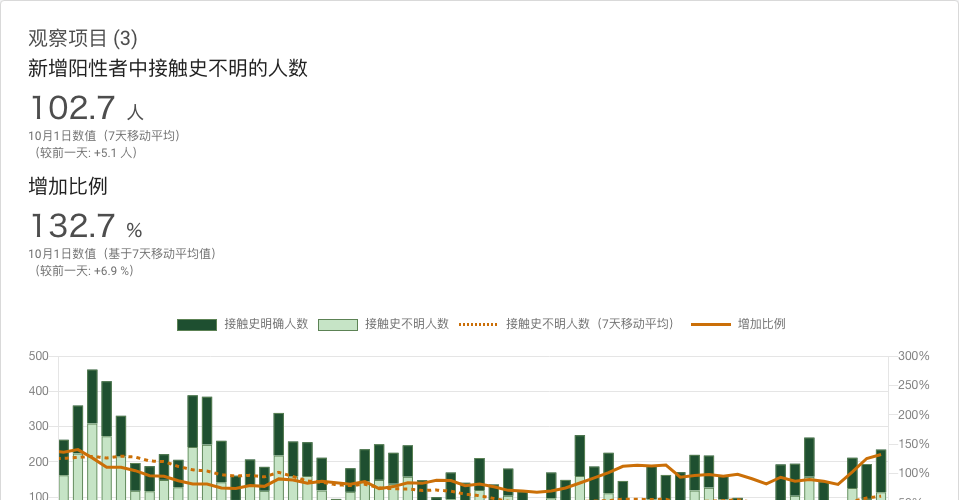 观察项目 (3)
新增阳性者中接触史不明的人数
102.7 人
10月1日数值（7天移动平均）
（较前一天: +5.1 人）
增加比例
132.7 %
10月1日数值（基于7天移动平均值）
（较前一天: +6.9 %）
接触史明确人数 接触史不明人数 接触史不明人数（7天移动平均） 增加比例
500 300%
250%
400
200%
300
150%
200
100%
100